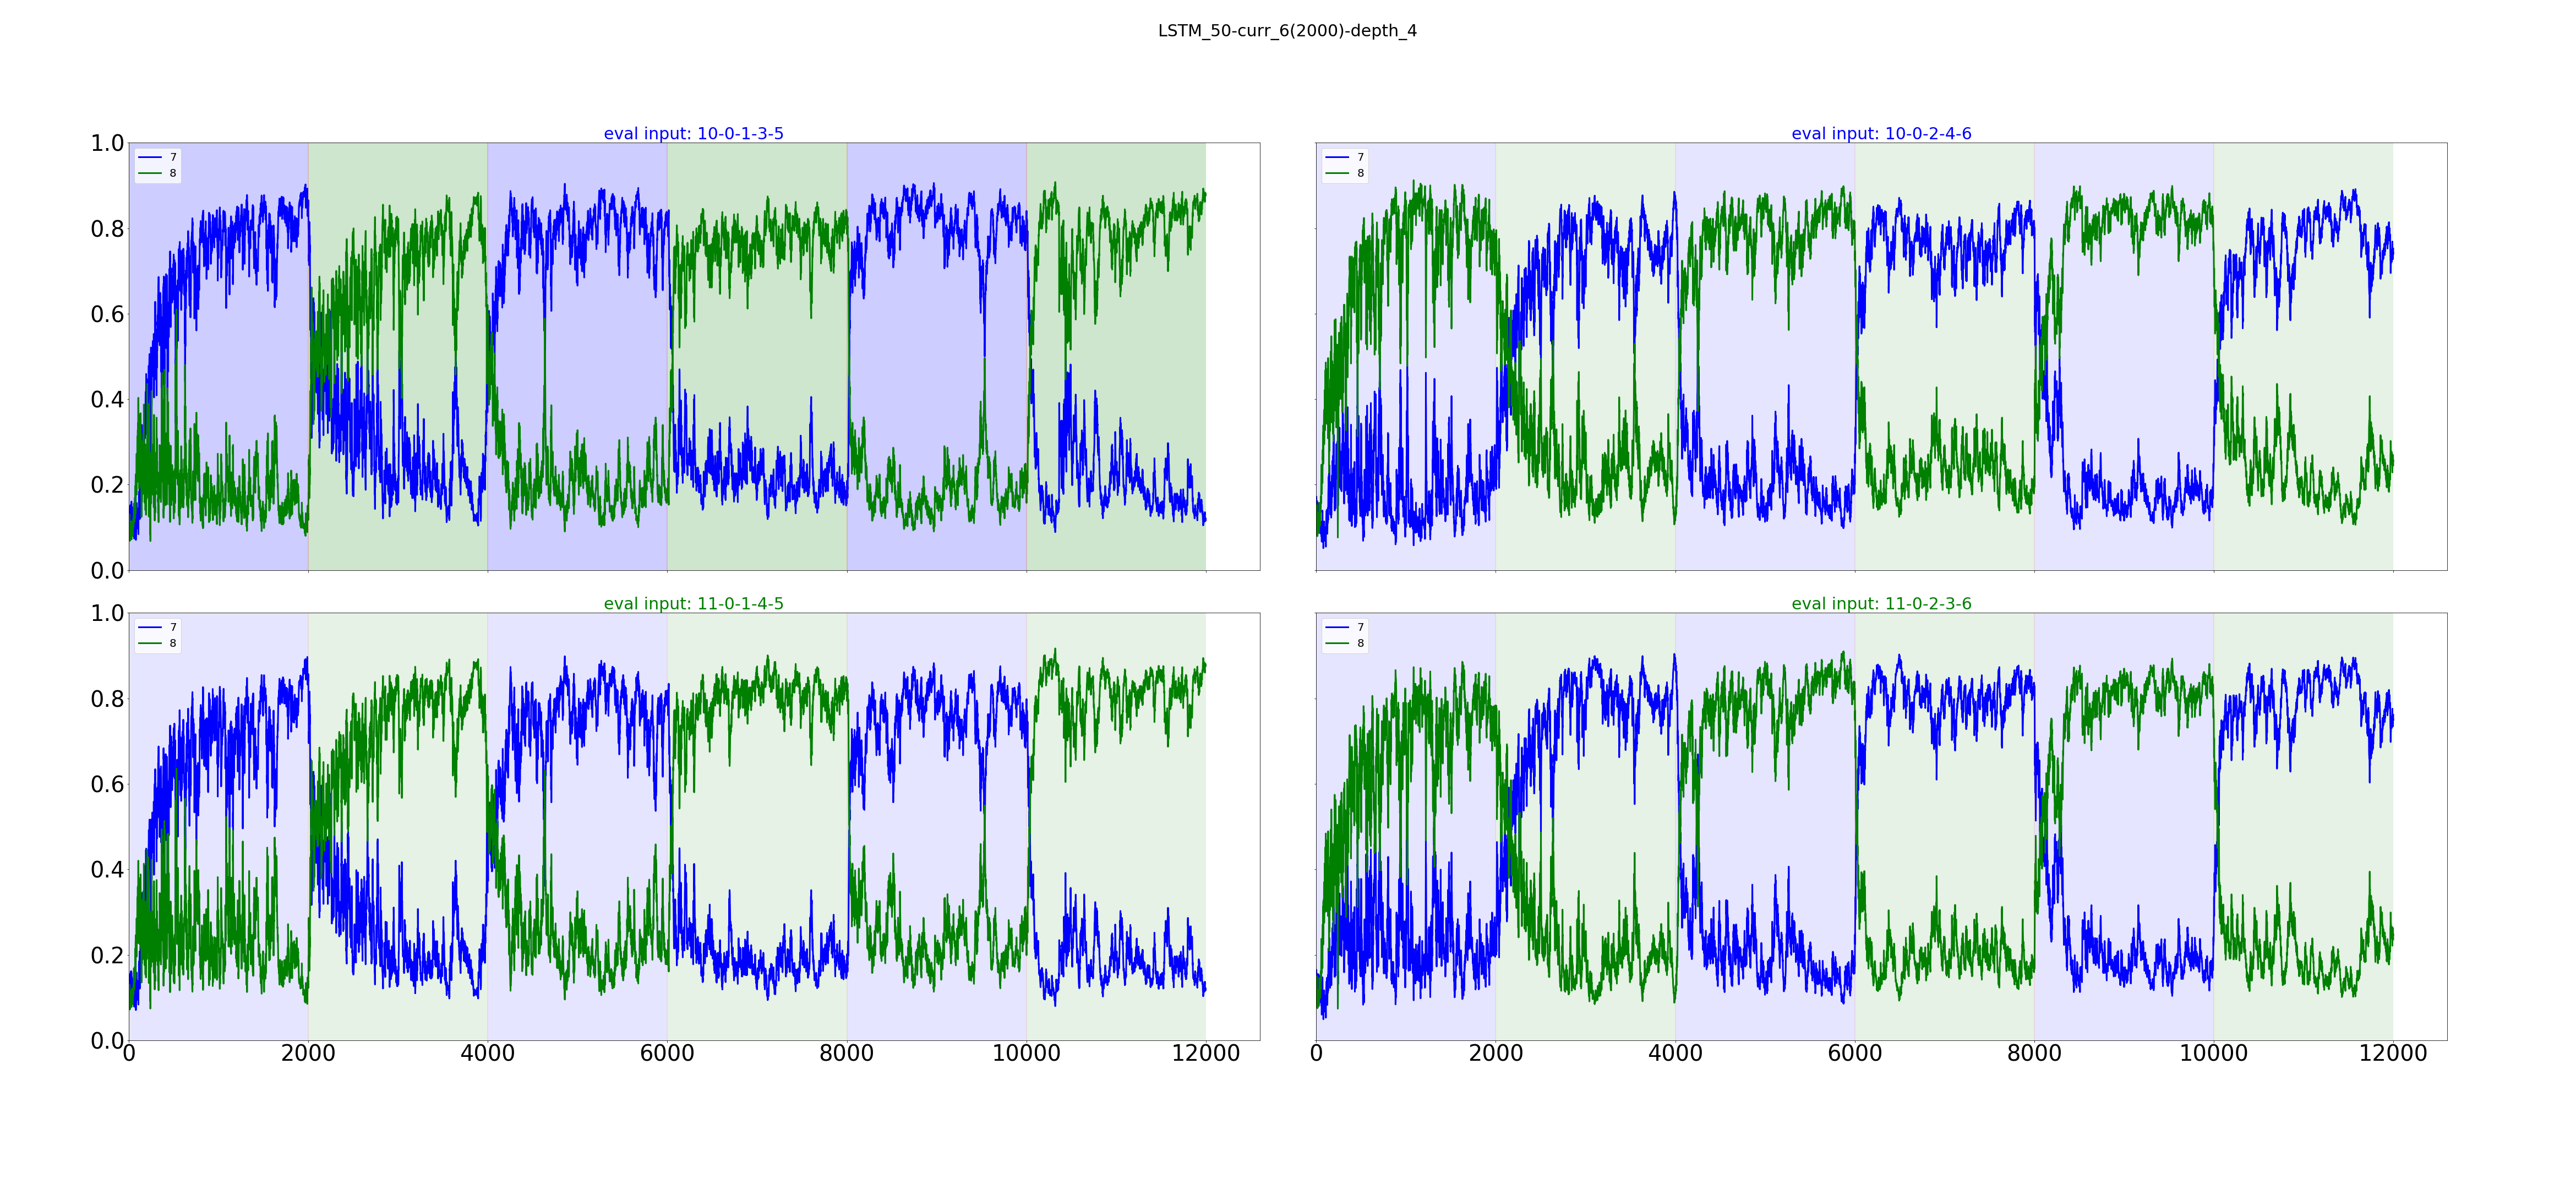 LSTM_50-curr_6(2000)-depth_4
eval input: 10-0-1-3-5
1.0
0.8
0.6
0.4
0.2
0.0
7
8
eval input: 10-0-2-4-6
7
8
eval input: 11-0-1-4-5
1.0
0.8
0.6
0.4
0.2
0.0
7
8
0 2000 4000 6000 8000 10000 12000
eval input: 11-0-2-3-6
7
8
0 2000 4000 6000 8000 10000 12000